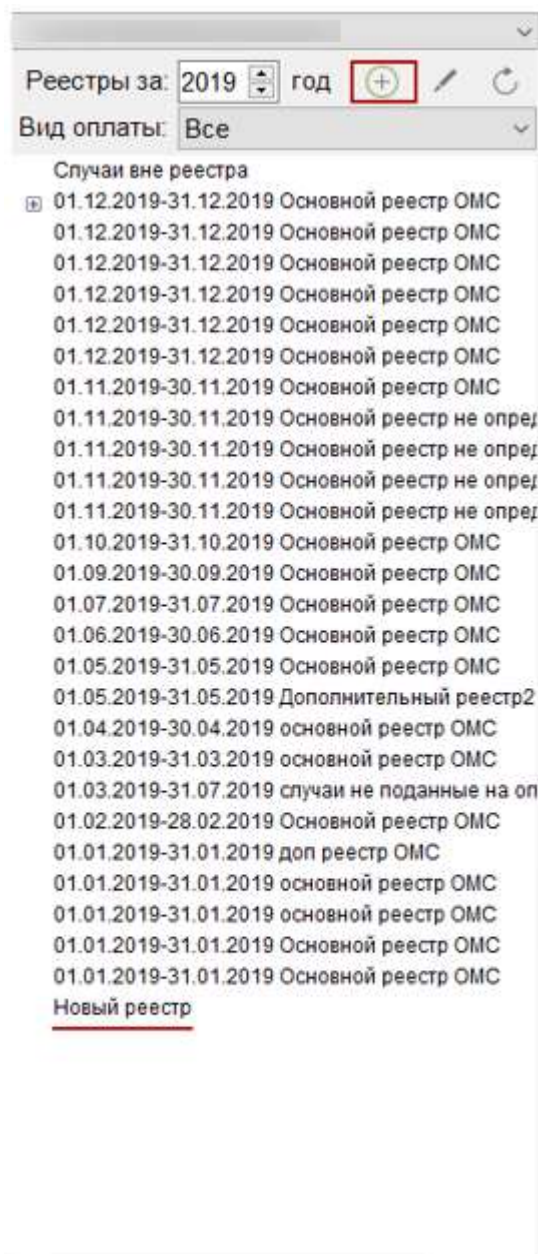 Реестры за: 2019 год
Вид оплаты: Все
Случаи вне реестра
01.12.2019-31.12.2019 Основной реестр ОМС
01.12.2019-31.12.2019 Основной реестр ОМС
01.12.2019-31.12.2019 Основной реестр ОМС
01.12.2019-31.12.2019 Основной реестр ОМС
01.12.2019-31.12.2019 Основной реестр ОМС
01.12.2019-31.12.2019 Основной реестр ОМС
01.11.2019-30.11.2019 Основной реестр ОМС
01.11.2019-30.11.2019 Основной реестр не опред
01.11.2019-30.11.2019 Основной реестр не опред
01.11.2019-30.11.2019 Основной реестр не опред
01.11.2019-30.11.2019 Основной реестр не опред
01.10.2019-31.10.2019 Основной реестр ОМС
01.09.2019-30.09.2019 Основной реестр ОМС
01.07.2019-31.07.2019 Основной реестр ОМС
01.06.2019-30.06.2019 Основной реестр ОМС
01.05.2019-31.05.2019 Основной реестр ОМС
01.05.2019-31.05.2019 Дополнительный реестр2
01.04.2019-30.04.2019 основной реестр ОМС
01.03.2019-31.03.2019 основной реестр ОМС
01.03.2019-31.07.2019 случаи не поданные на оп
01.02.2019-28.02.2019 Основной реестр ОМС
01.01.2019-31.01.2019 доп реестр ОМС
01.01.2019-31.01.2019 основной реестр ОМС
01.01.2019-31.01.2019 основной реестр ОМС
01.01.2019-31.01.2019 Основной реестр ОМС
01.01.2019-31.01.2019 Основной реестр ОМС
Новый реестр